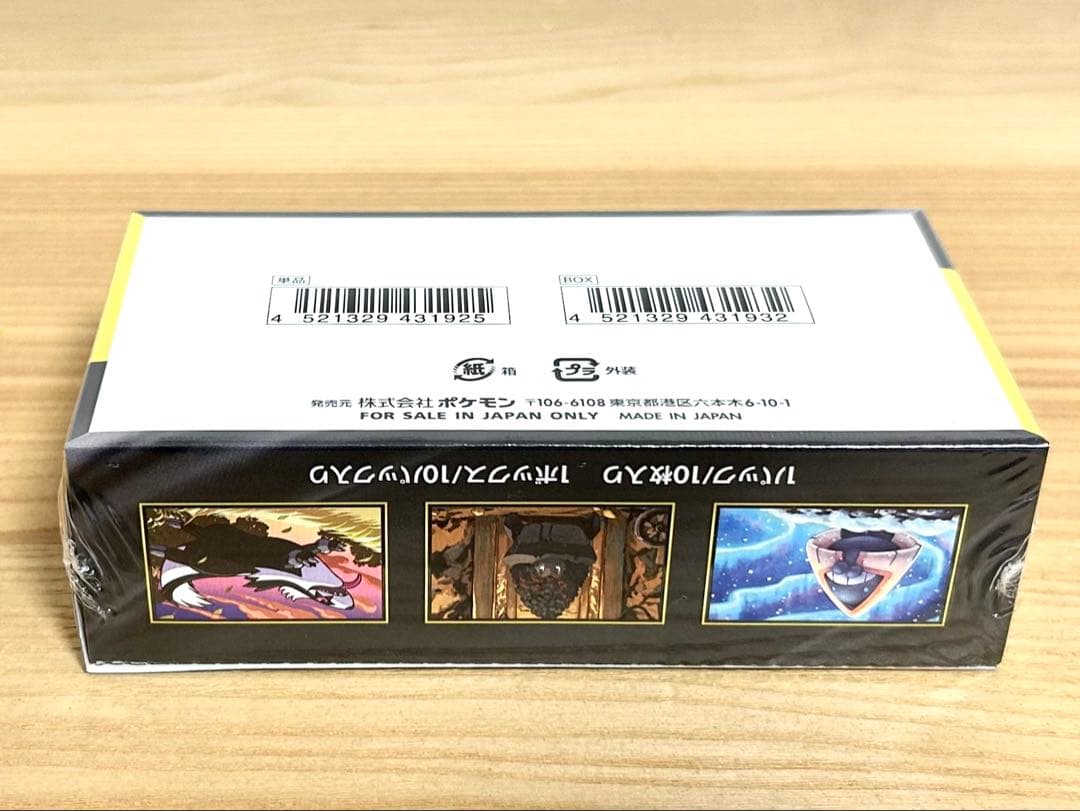 単品
4 521329 431925
BOX
4 521329 431932
紙 箱 プラ 外装
発売元 株式会社 ポケモン 〒106-6108 東京都港区六本木6-10-1
FOR SALE IN JAPAN ONLY MADE IN JAPAN
1パック/10枚入り 1ボックス/10パック入り